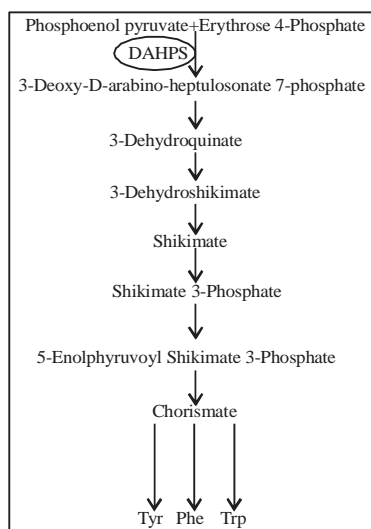 Phosphoenol pyruvate+Erythrose 4-Phosphate
DAHPS
3-Deoxy-D-arabino-heptulosonate 7-phosphate
3-Dehydroquinate
3-Dehydroshikimate
Shikimate
Shikimate 3-Phosphate
5-Enolphyruvoyl Shikimate 3-Phosphate
Chorismate
Tyr Phe Trp